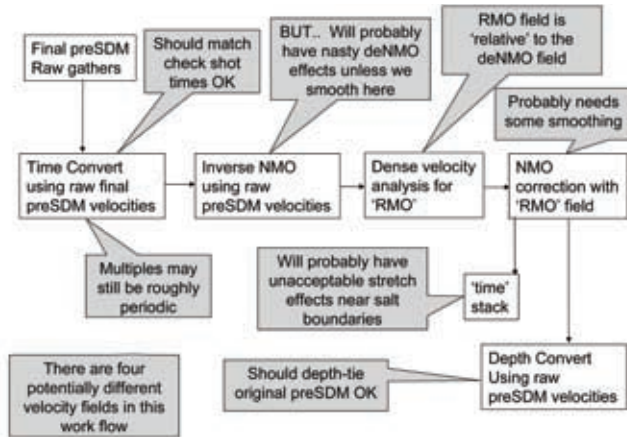 Final preSDM
Raw gathers
Should match
check shot
times OK
BUT.. Will probably
have nasty deNMO
effects unless we
smooth here
RMO field is
'relative' to the
deNMO field
Probably needs
some smoothing
Time Convert
using raw final
preSDM velocities
Inverse NMO
using raw
preSDM velocities
Dense velocity
analysis for
'RMO'
NMO
correction with
'RMO' field
Multiples may
still be roughly
periodic
Will probably have
unacceptable stretch
effects near salt
boundaries
'time'
stack
There are four
potentially different
velocity fields in this
work flow
Should depth-tie
original preSDM OK
Depth Convert
Using raw
preSDM velocities